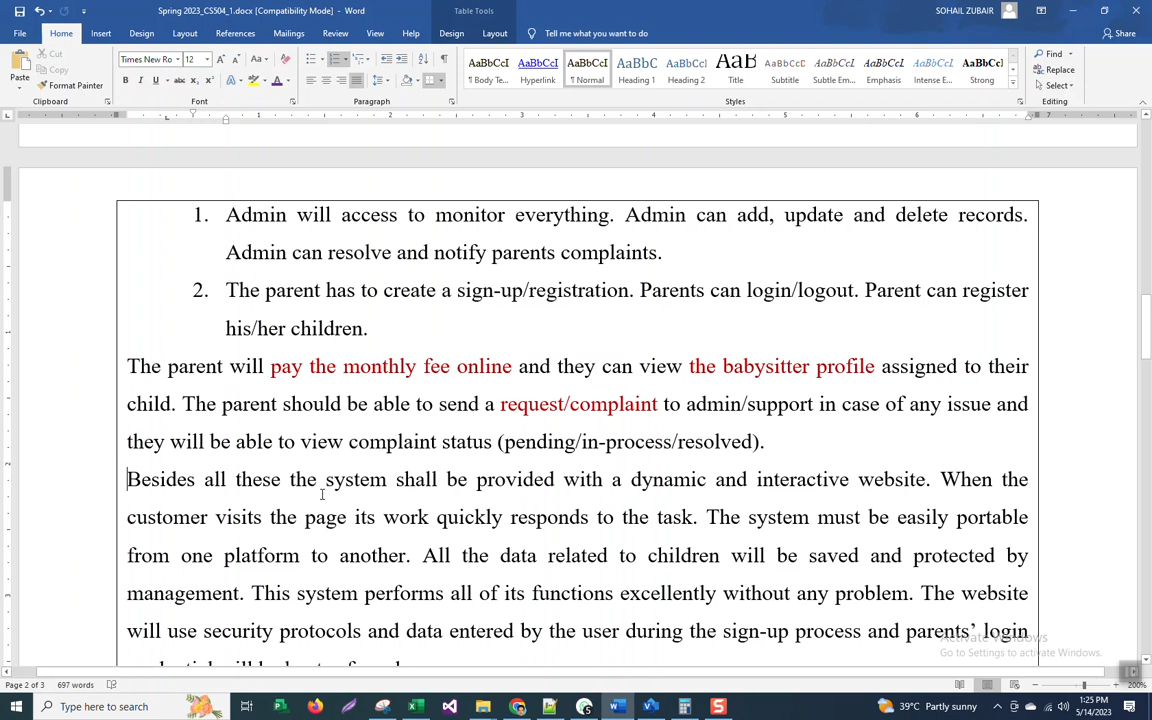 Spring 2023_CS504_1.docx [Compatibility Mode] - Word
Table Tools
SOHAIL ZUBAIR
File Home Insert Design Layout References Mailings Review View Help Design Layout Tell me what you want to do Share
Cut
Copy
Format Painter
Paste
Times New Ro 12
Find
Replace
Select
AaBbCcI AaBbCcI AaBbCcI AaBbC AaBbCcI AaB AaBbCcD AaBbCcI AaBbCcI AaBbCcI AaBbCc
¶ Body Te... Hyperlink ¶ Normal Heading 1 Heading 2 Title Subtitle Subtle Em... Emphasis Intense E... Strong
Clipboard Font Paragraph Styles Editing
1 2 3 4 5 6 7
1. Admin will access to monitor everything. Admin can add, update and delete records.
Admin can resolve and notify parents complaints.
2. The parent has to create a sign-up/registration. Parents can login/logout. Parent can register
his/her children.
The parent will pay the monthly fee online and they can view the babysitter profile assigned to their
child. The parent should be able to send a request/complaint to admin/support in case of any issue and
they will be able to view complaint status (pending/in-process/resolved).
Besides all these the system shall be provided with a dynamic and interactive website. When the
customer visits the page its work quickly responds to the task. The system must be easily portable
from one platform to another. All the data related to children will be saved and protected by
management. This system performs all of its functions excellently without any problem. The website
will use security protocols and data entered by the user during the sign-up process and parents' login
Activate Windows
Go to Settings to activate Windows.
Page 2 of 3 697 words 200%
Type here to search
39°C Partly sunny
1:25 PM
5/14/2023